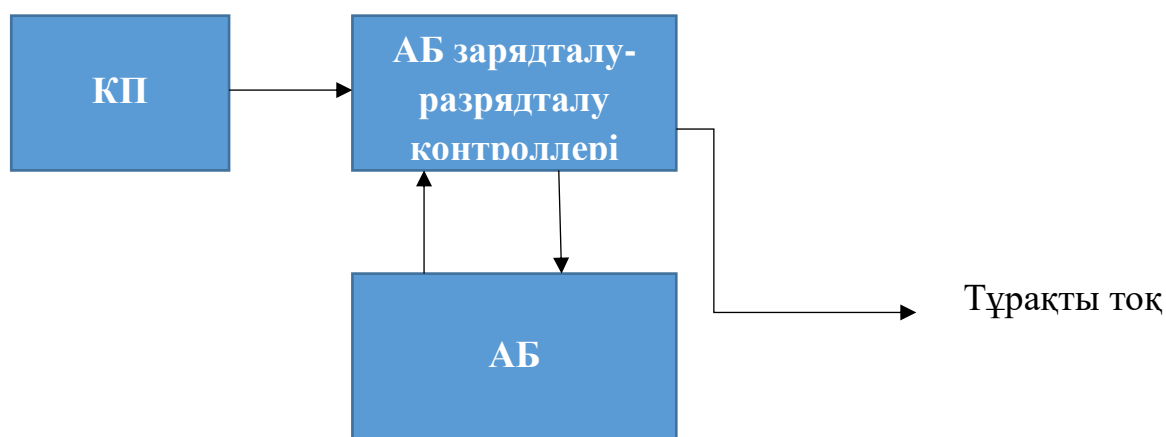 КП
АБ зарядталу-
разрядталу
контроллері
Тұрақты тоқ
АБ